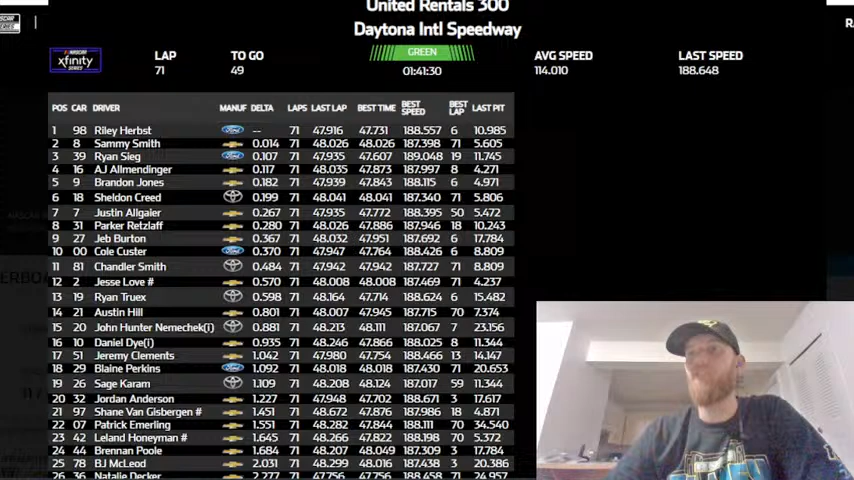 United Rentals 300
Daytona Intl Speedway
xfinity
LAP TO GO GREEN AVG SPEED LAST SPEED
71 49 01:41:30 114.010 188.648
POS CAR DRIVER MANUF DELTA LAPS LAST LAP BEST TIME BEST SPEED BEST LAP LAST PIT
1 98 Riley Herbst Ford -- 71 47.916 47.731 188.557 6 10.985
2 8 Sammy Smith 0.014 71 48.026 48.026 187.398 71 5.605
3 39 Ryan Sieg Ford 0.107 71 47.935 47.607 189.048 19 11.745
4 16 AJ Allmendinger 0.117 71 48.035 47.873 187.997 8 4.271
5 9 Brandon Jones 0.182 71 47.939 47.843 188.115 6 4.971
6 18 Sheldon Creed 0.199 71 48.041 48.041 187.340 71 5.806
7 7 Justin Allgaier 0.267 71 47.935 47.772 188.395 50 5.472
8 31 Parker Retzlaff 0.280 71 48.026 47.886 187.946 18 10.243
9 27 Jeb Burton 0.367 71 48.032 47.951 187.692 6 17.784
10 00 Cole Custer Ford 0.370 71 47.947 47.764 188.426 6 8.809
11 81 Chandler Smith 0.484 71 47.942 47.942 187.727 71 8.809
12 2 Jesse Love # 0.570 71 48.008 48.008 187.469 71 4.237
13 19 Ryan Truex 0.598 71 48.164 47.714 188.624 6 15.482
14 21 Austin Hill 0.801 71 48.007 47.945 187.715 70 7.374
15 20 John Hunter Nemechek(i) 0.881 71 48.213 48.111 187.067 7 23.156
16 10 Daniel Dye(i) 0.935 71 48.246 47.866 188.025 8 11.344
17 51 Jeremy Clements 1.042 71 47.980 47.754 188.466 13 14.147
18 29 Blaine Perkins Ford 1.092 71 48.018 48.018 187.430 71 20.653
19 26 Sage Karam 1.109 71 48.208 48.124 187.017 59 11.344
20 32 Jordan Anderson 1.227 71 47.948 47.702 188.671 3 17.617
21 97 Shane Van Gisbergen # 1.451 71 48.672 47.876 187.986 18 4.871
22 07 Patrick Emerling 1.551 71 48.282 47.844 188.111 70 34.540
23 42 Leland Honeyman # 1.645 71 48.266 47.822 188.198 70 5.372
24 44 Brennan Poole 1.684 71 48.207 48.049 187.309 3 17.784
25 78 BJ McLeod 2.031 71 48.299 48.016 187.438 3 20.386
26 36 Natalie Decker 2.277 71 47.756 47.756 188.458 71 24.957